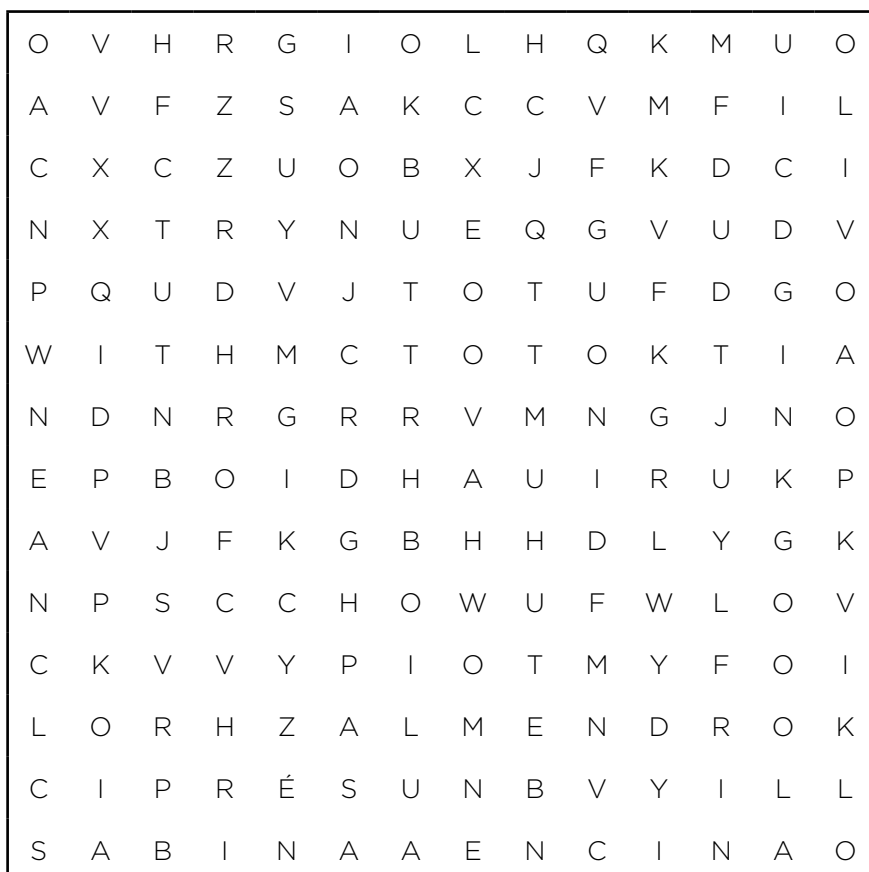 O V H R G I O L H Q K M U O
A V F Z S A K C C V M F I L
C X C Z U O B X J F K D C I
N X T R Y N U E Q G V U D V
P Q U D V J T O T U F D G O
W I T H M C T O T O K T I A
N D N R G R R V M N G J N O
E P B O I D H A U I R U K P
A V J F K G B H H D L Y G K
N P S C C H O W U F W L O V
C K V V Y P I O T M Y F O I
L O R H Z A L M E N D R O K
C I P R É S U N B V Y I L L
S A B I N A A E N C I N A O